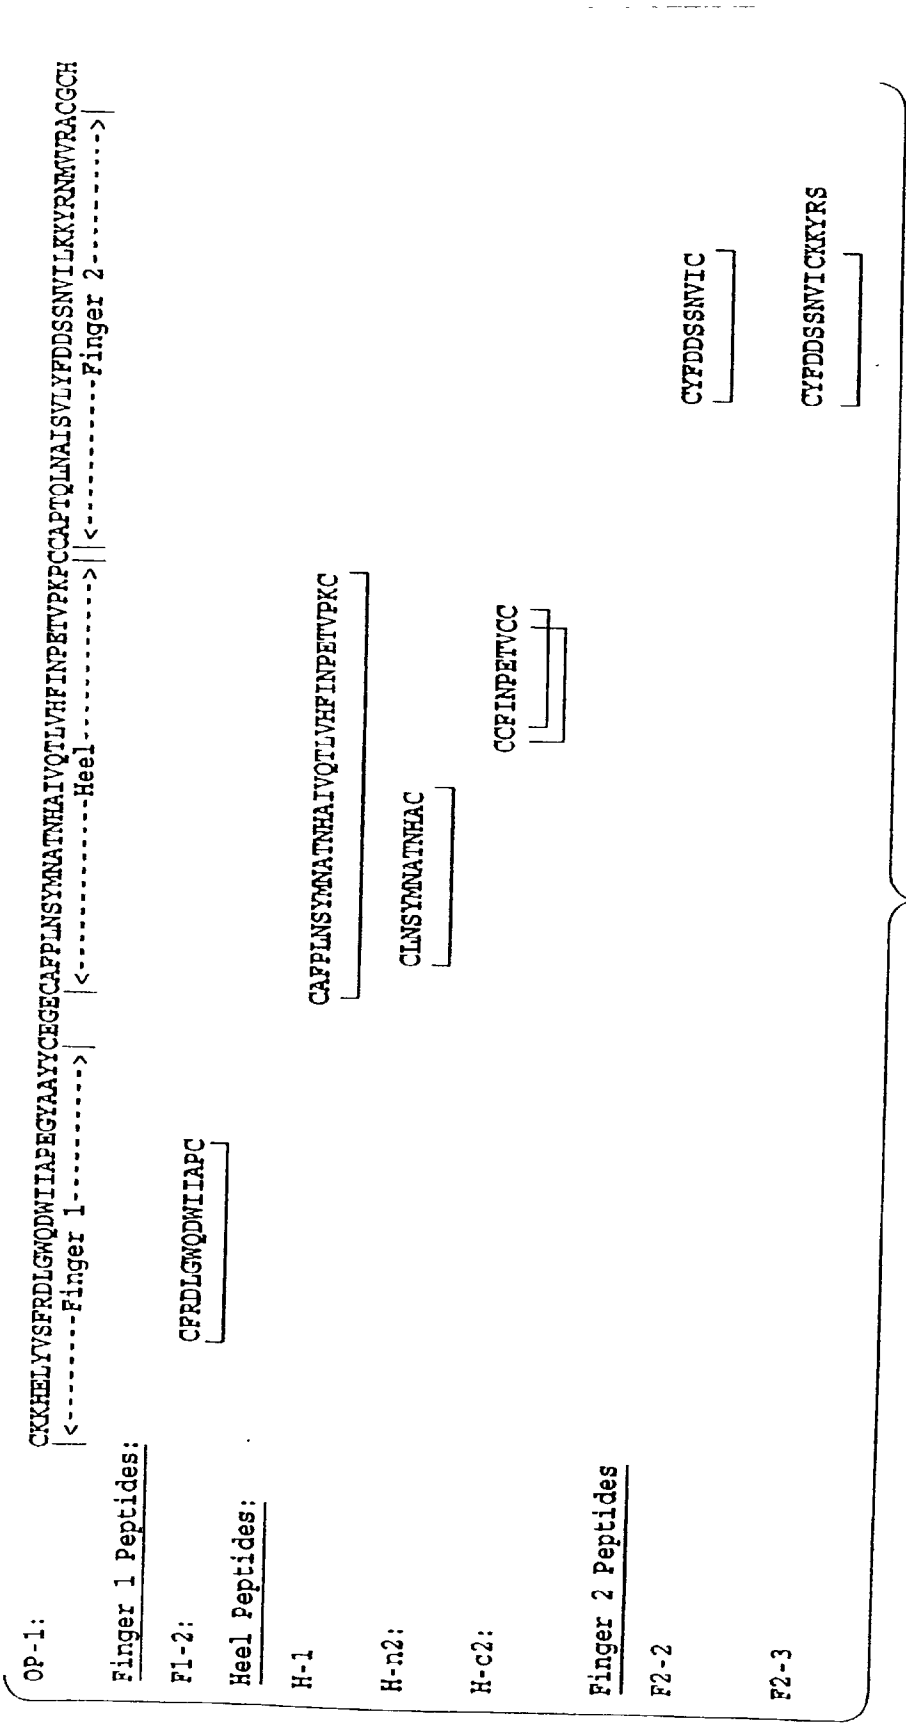 OP-1: CKKHELYVSFRDLGWQDWIIAPEGYAAYYCEGECAFPLNSYMNATNHAIVQTLVHFINPETVPKPCCAPTQLNAISVLYFDDSSNVILKKYRNMVVRACGCH
|<-------Finger 1--------->| |<-----------Heel----------->||<----------Finger 2---------->|
Finger 1 Peptides:
F1-2: CFRDLGWQDWIIAPC
Heel Peptides:
H-1 CAFPLNSYMNATNHAIVQTLVHFINPETVPKC
H-n2: CLNSYMNATNHAC
H-c2: CCFINPETVCC
Finger 2 Peptides
F2-2 CYFDDSSNVIC
F2-3 CYFDDSSNVICKKYRS